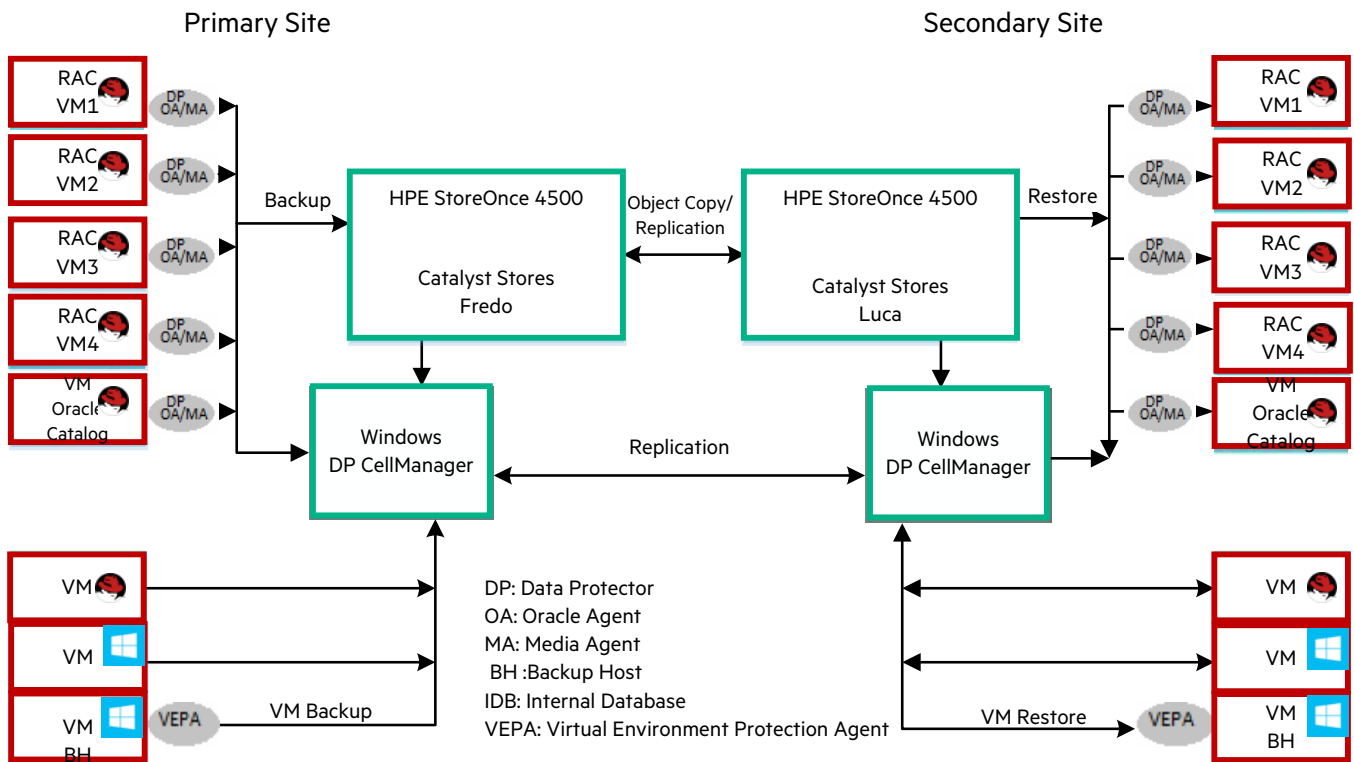 Primary Site
Secondary Site
RAC
VM1
DP
OA/MA
RAC
VM2
DP
OA/MA
RAC
VM3
DP
OA/MA
RAC
VM4
DP
OA/MA
VM
Oracle
Catalog
DP
OA/MA
Backup
HPE StoreOnce 4500
Catalyst Stores
Fredo
Object Copy/
Replication
HPE StoreOnce 4500
Catalyst Stores
Luca
Restore
DP
OA/MA
RAC
VM1
DP
OA/MA
RAC
VM2
DP
OA/MA
RAC
VM3
DP
OA/MA
RAC
VM4
DP
OA/MA
VM
Oracle
Catalog
Windows
DP CellManager
Replication
Windows
DP CellManager
VM
VM
VM
BH
VEPA
VM Backup
DP: Data Protector
OA: Oracle Agent
MA: Media Agent
BH :Backup Host
IDB: Internal Database
VEPA: Virtual Environment Protection Agent
VM Restore
VEPA
VM
VM
VM
BH